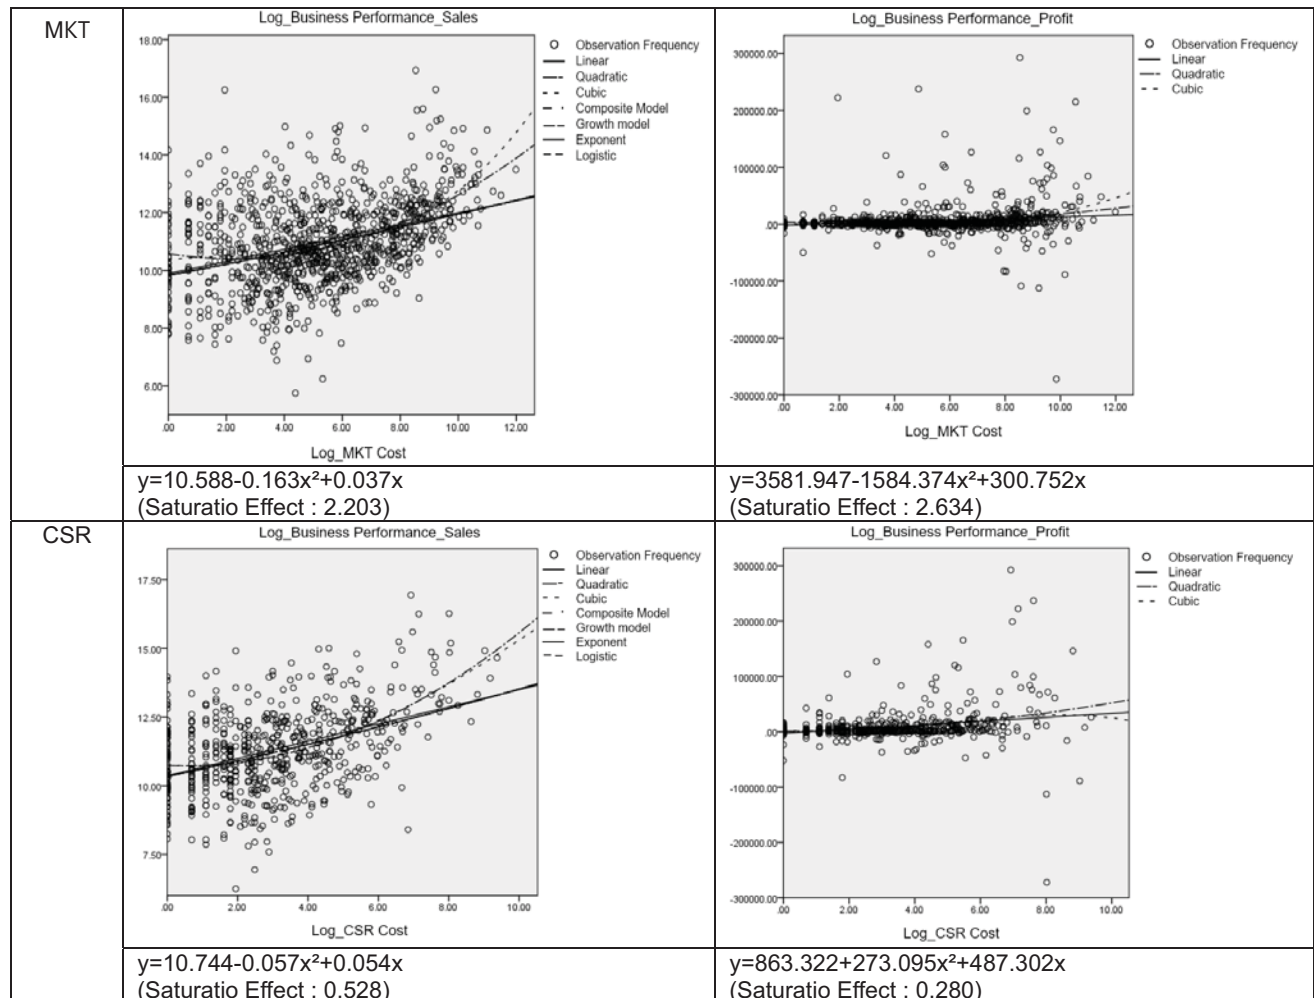 MKT
Log_Business Performance_Sales
18.00
16.00
14.00
12.00
10.00
8.00
6.00
.00 2.00 4.00 6.00 8.00 10.00 12.00
Log_MKT Cost
Observation Frequency
Linear
Quadratic
Cubic
Composite Model
Growth model
Exponent
Logistic
Log_Business Performance_Profit
300000.00
200000.00
100000.00
.00
-100000.00
-200000.00
-300000.00
.00 2.00 4.00 6.00 8.00 10.00 12.00
Log_MKT Cost
Observation Frequency
Linear
Quadratic
Cubic
y=10.588-0.163x²+0.037x
(Saturatio Effect : 2.203)
y=3581.947-1584.374x²+300.752x
(Saturatio Effect : 2.634)
CSR
Log_Business Performance_Sales
17.50
15.00
12.50
10.00
7.50
.00 2.00 4.00 6.00 8.00 10.00
Log_CSR Cost
Observation Frequency
Linear
Quadratic
Cubic
Composite Model
Growth model
Exponent
Logistic
Log_Business Performance_Profit
300000.00
200000.00
100000.00
.00
-100000.00
-200000.00
-300000.00
.00 2.00 4.00 6.00 8.00 10.00
Log_CSR Cost
Observation Frequency
Linear
Quadratic
Cubic
y=10.744-0.057x²+0.054x
(Saturatio Effect : 0.528)
y=863.322+273.095x²+487.302x
(Saturatio Effect : 0.280)